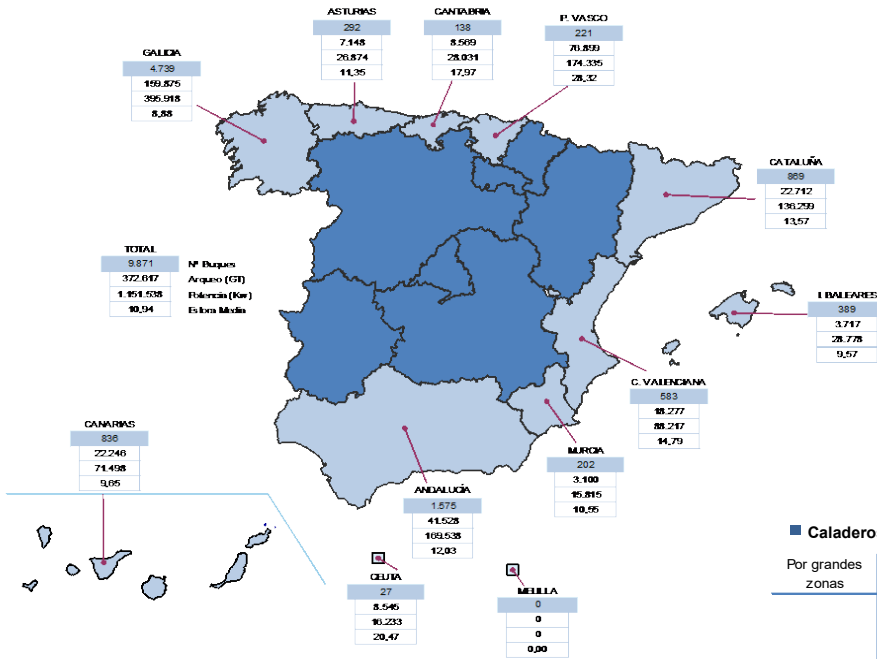 ASTURIAS
292
7.148
26.874
11,35
CANTABRIA
138
8.569
28.031
17,97
P. VASCO
221
76.899
174.335
28,32
GALICIA
4.739
159.875
395.918
8,88
CATALUÑA
869
22.712
136.299
13,57
TOTAL
9.871 Nº Buques
372.617 Arqueo (GT)
1.151.538 Potencia (Kw)
10,94 Eslora Media
I. BALEARES
389
3.717
28.778
9,57
C. VALENCIANA
583
18.277
88.217
14,79
CANARIAS
836
22.246
71.498
9,65
MURCIA
202
3.100
15.815
10,55
ANDALUCÍA
1.575
41.528
169.538
12,03
CEUTA
27
8.545
16.233
20,47
MELILLA
0
0
0
0,00
Caladero
Por grandes
zonas